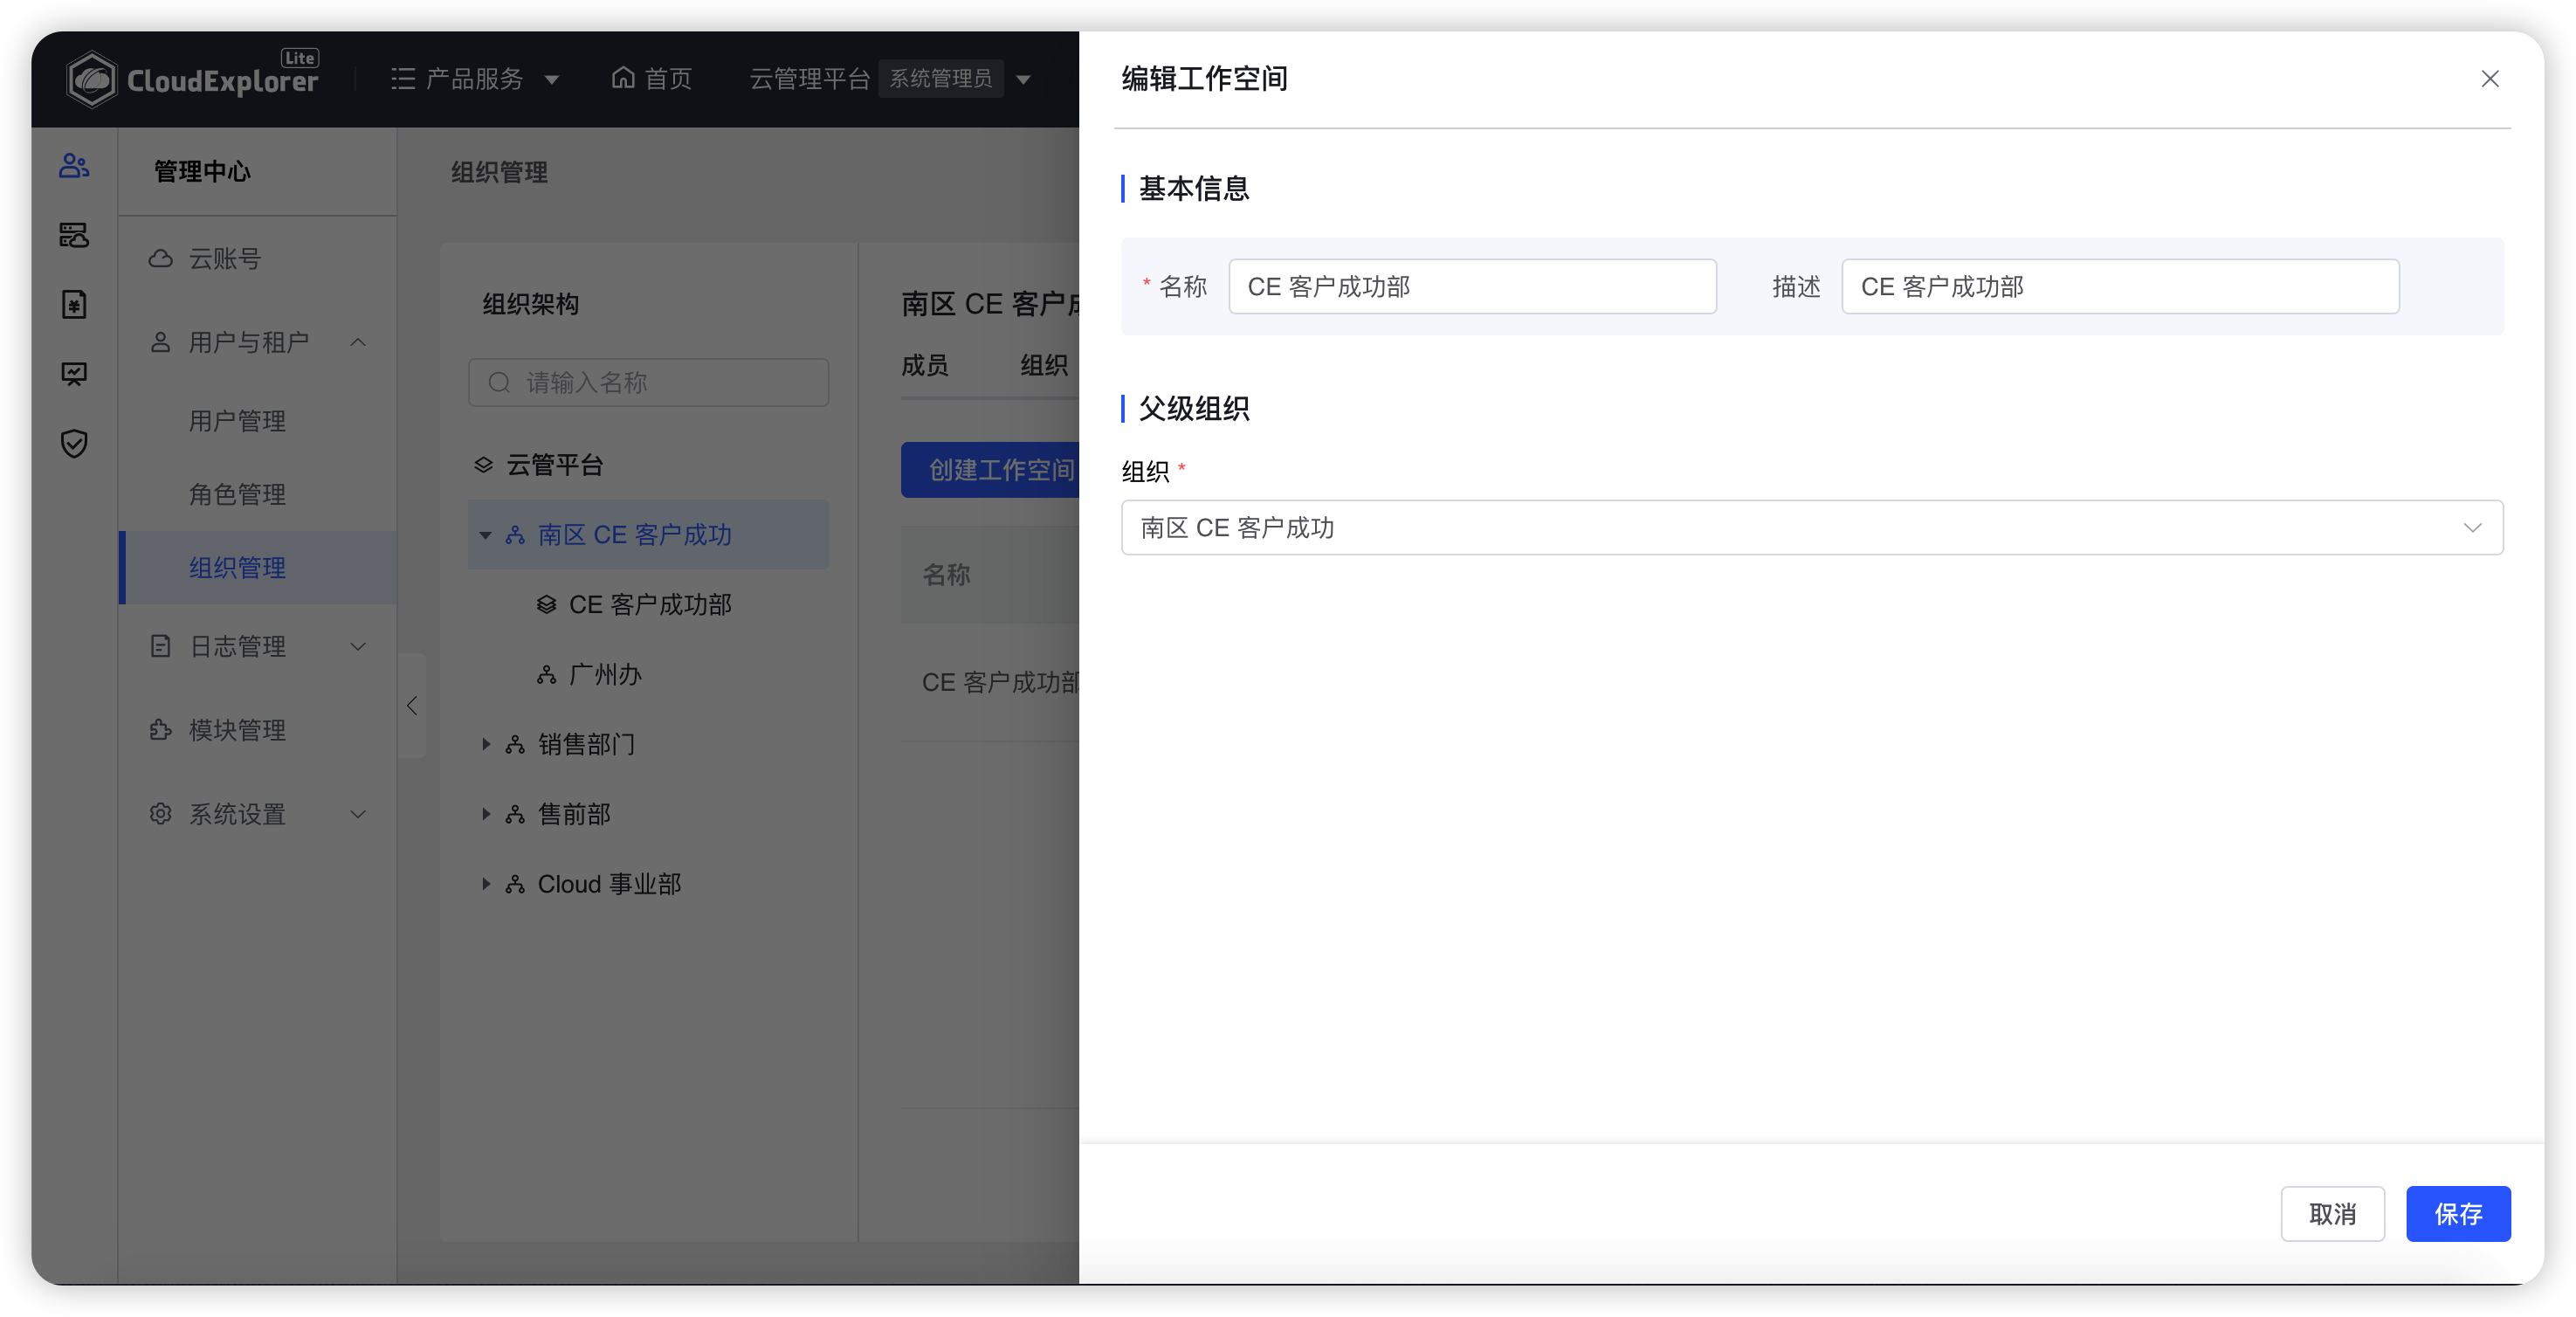 CloudExplorer Lite
产品服务
首页
云管理平台 系统管理员
管理中心
云账号
用户与租户
用户管理
角色管理
组织管理
日志管理
模块管理
系统设置
组织管理
组织架构
请输入名称
云管平台
南区 CE 客户成功
CE 客户成功部
广州办
销售部门
售前部
Cloud 事业部
南区 CE 客户成
成员 组织
创建工作空间
名称
CE 客户成功部
编辑工作空间
基本信息
* 名称 CE 客户成功部 描述 CE 客户成功部
父级组织
组织 *
南区 CE 客户成功
取消 保存